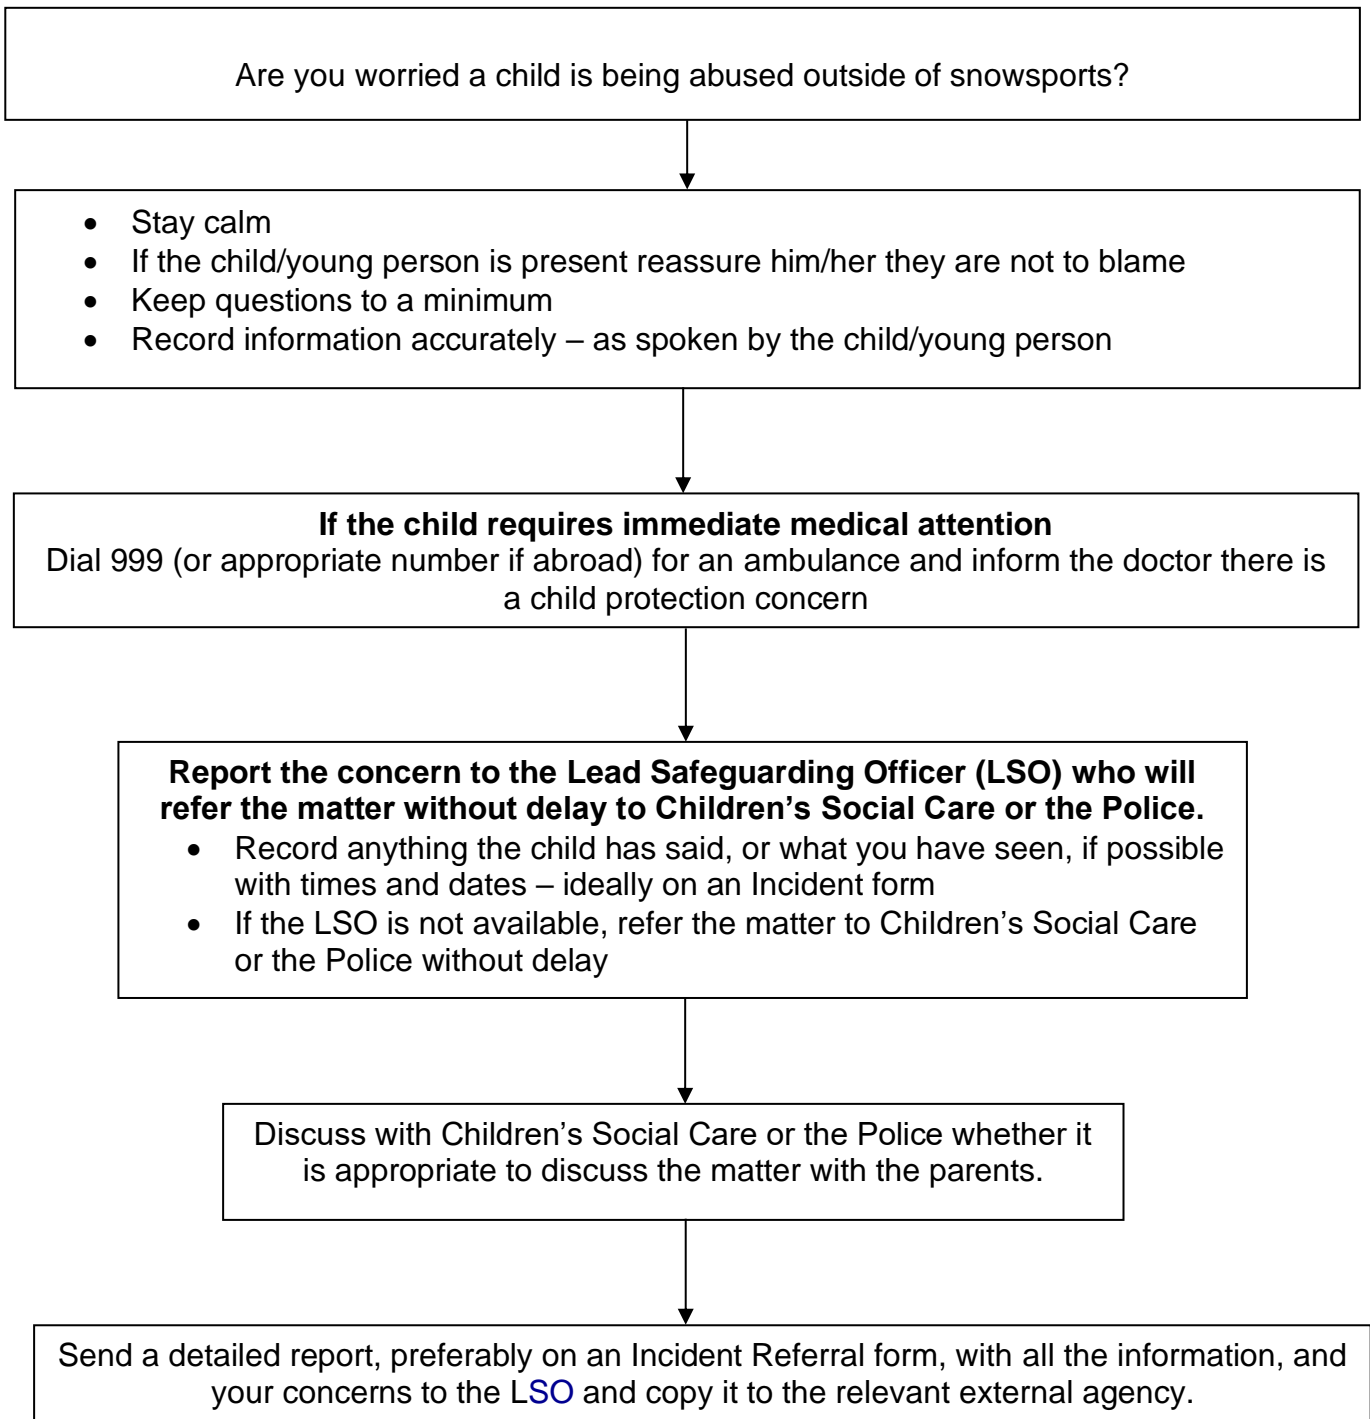 Are you worried a child is being abused outside of snowsports?
• Stay calm
• If the child/young person is present reassure him/her they are not to blame
• Keep questions to a minimum
• Record information accurately – as spoken by the child/young person
If the child requires immediate medical attention
Dial 999 (or appropriate number if abroad) for an ambulance and inform the doctor there is
a child protection concern
Report the concern to the Lead Safeguarding Officer (LSO) who will
refer the matter without delay to Children’s Social Care or the Police.
• Record anything the child has said, or what you have seen, if possible
with times and dates – ideally on an Incident form
• If the LSO is not available, refer the matter to Children’s Social Care
or the Police without delay
Discuss with Children’s Social Care or the Police whether it
is appropriate to discuss the matter with the parents.
Send a detailed report, preferably on an Incident Referral form, with all the information, and
your concerns to the LSO and copy it to the relevant external agency.